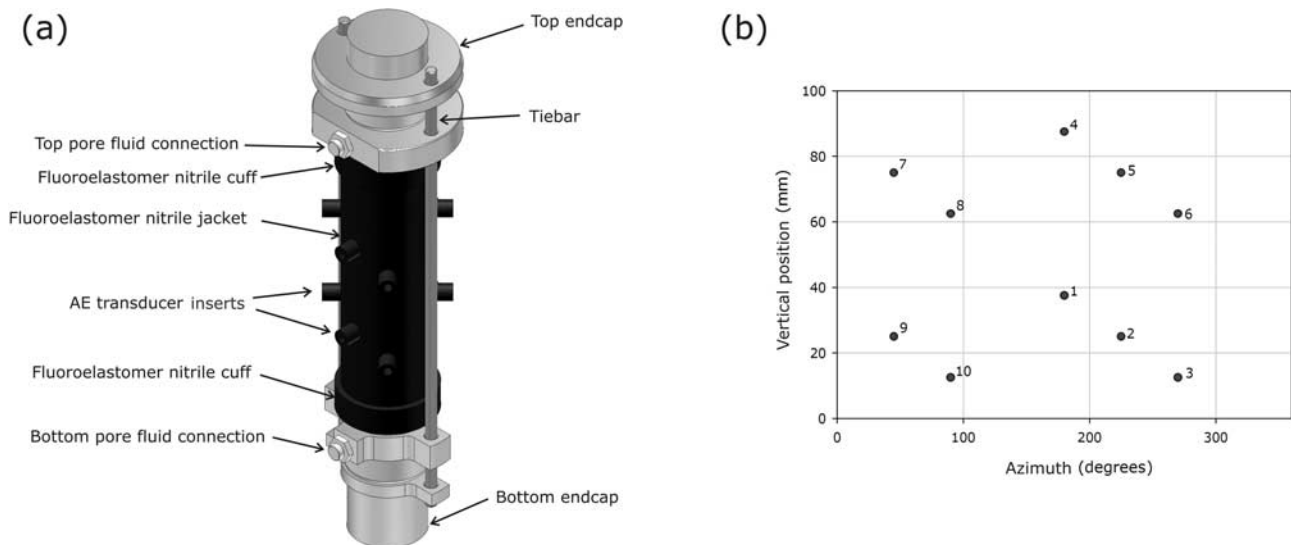 (a)
Top endcap
Tiebar
Top pore fluid connection
Fluoroelastomer nitrile cuff
Fluoroelastomer nitrile jacket
AE transducer inserts
Fluoroelastomer nitrile cuff
Bottom pore fluid connection
Bottom endcap
(b)
Vertical position (mm)
100
80
60
40
20
0
4
7
5
8
6
1
9
2
10
3
0
100
200
300
Azimuth (degrees)